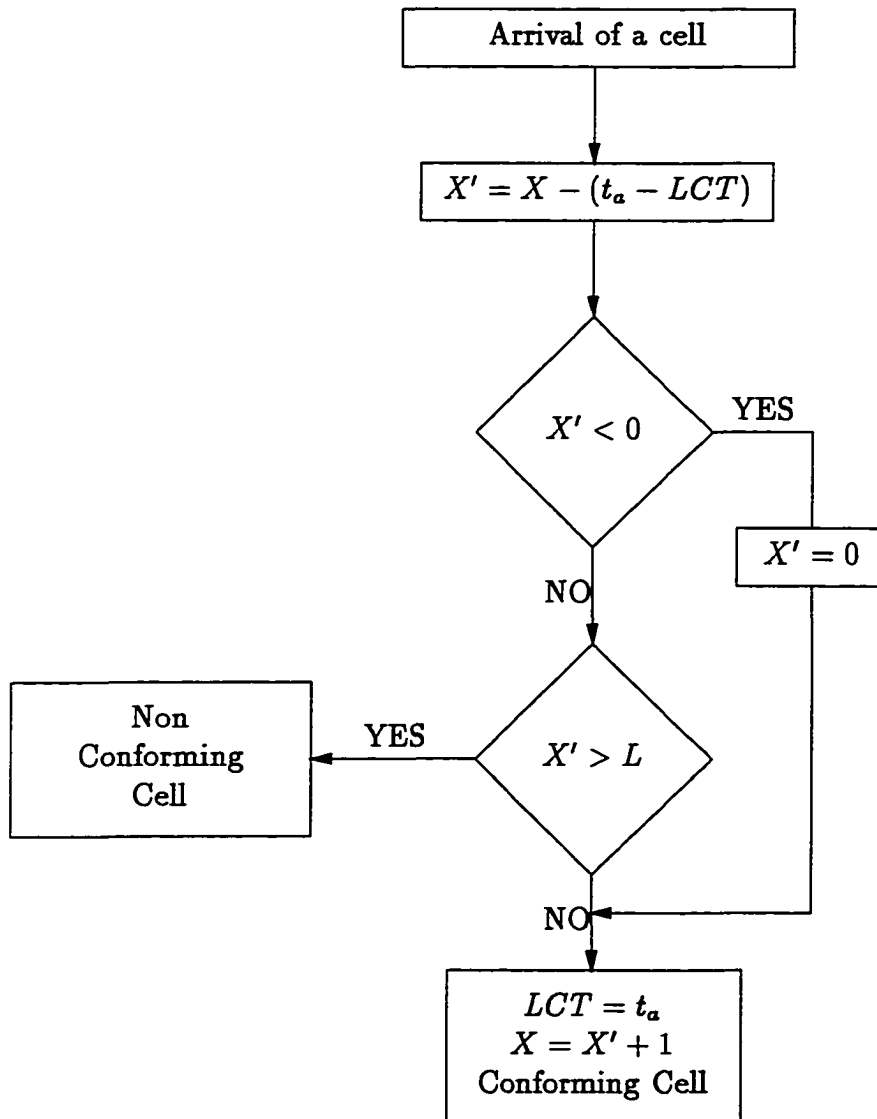 Arrival of a cell
X' = X − (t_a − LCT)
X' < 0
YES
X' = 0
NO
Non
Conforming
Cell
YES
X' > L
NO
LCT = t_a
X = X' + 1
Conforming Cell